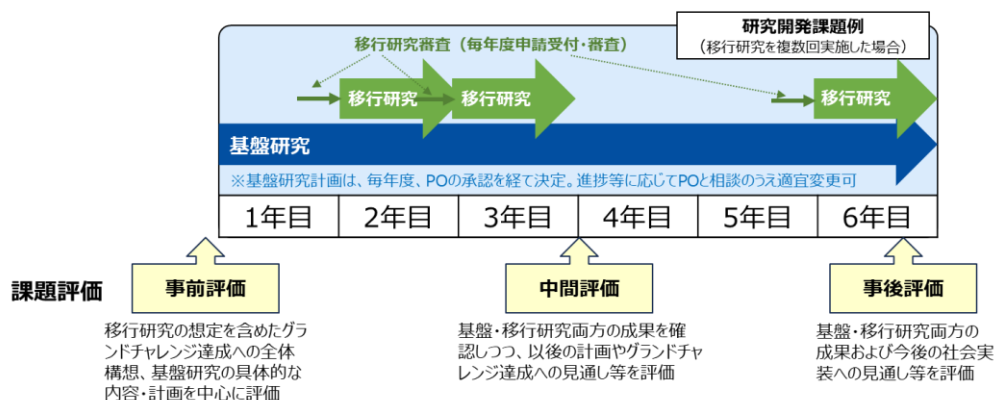 研究開発課題例
(移行研究を複数回実施した場合)
移行研究審査(毎年度申請受付・審査)
移行研究
移行研究
移行研究
基盤研究
※基盤研究計画は、毎年度、POの承認を経て決定。進捗等に応じてPOと相談のうえ適宜変更可
1年目
2年目
3年目
4年目
5年目
6年目
課題評価
事前評価
移行研究の想定を含めたグラ
ンドチャレンジ達成への全体
構想、基盤研究の具体的な
内容・計画を中心に評価
中間評価
基盤・移行研究両方の成果を確
認しつつ、以後の計画やグランドチャ
レンジ達成への見通し等を評価
事後評価
基盤・移行研究両方の
成果および今後の社会実
装への見通し等を評価